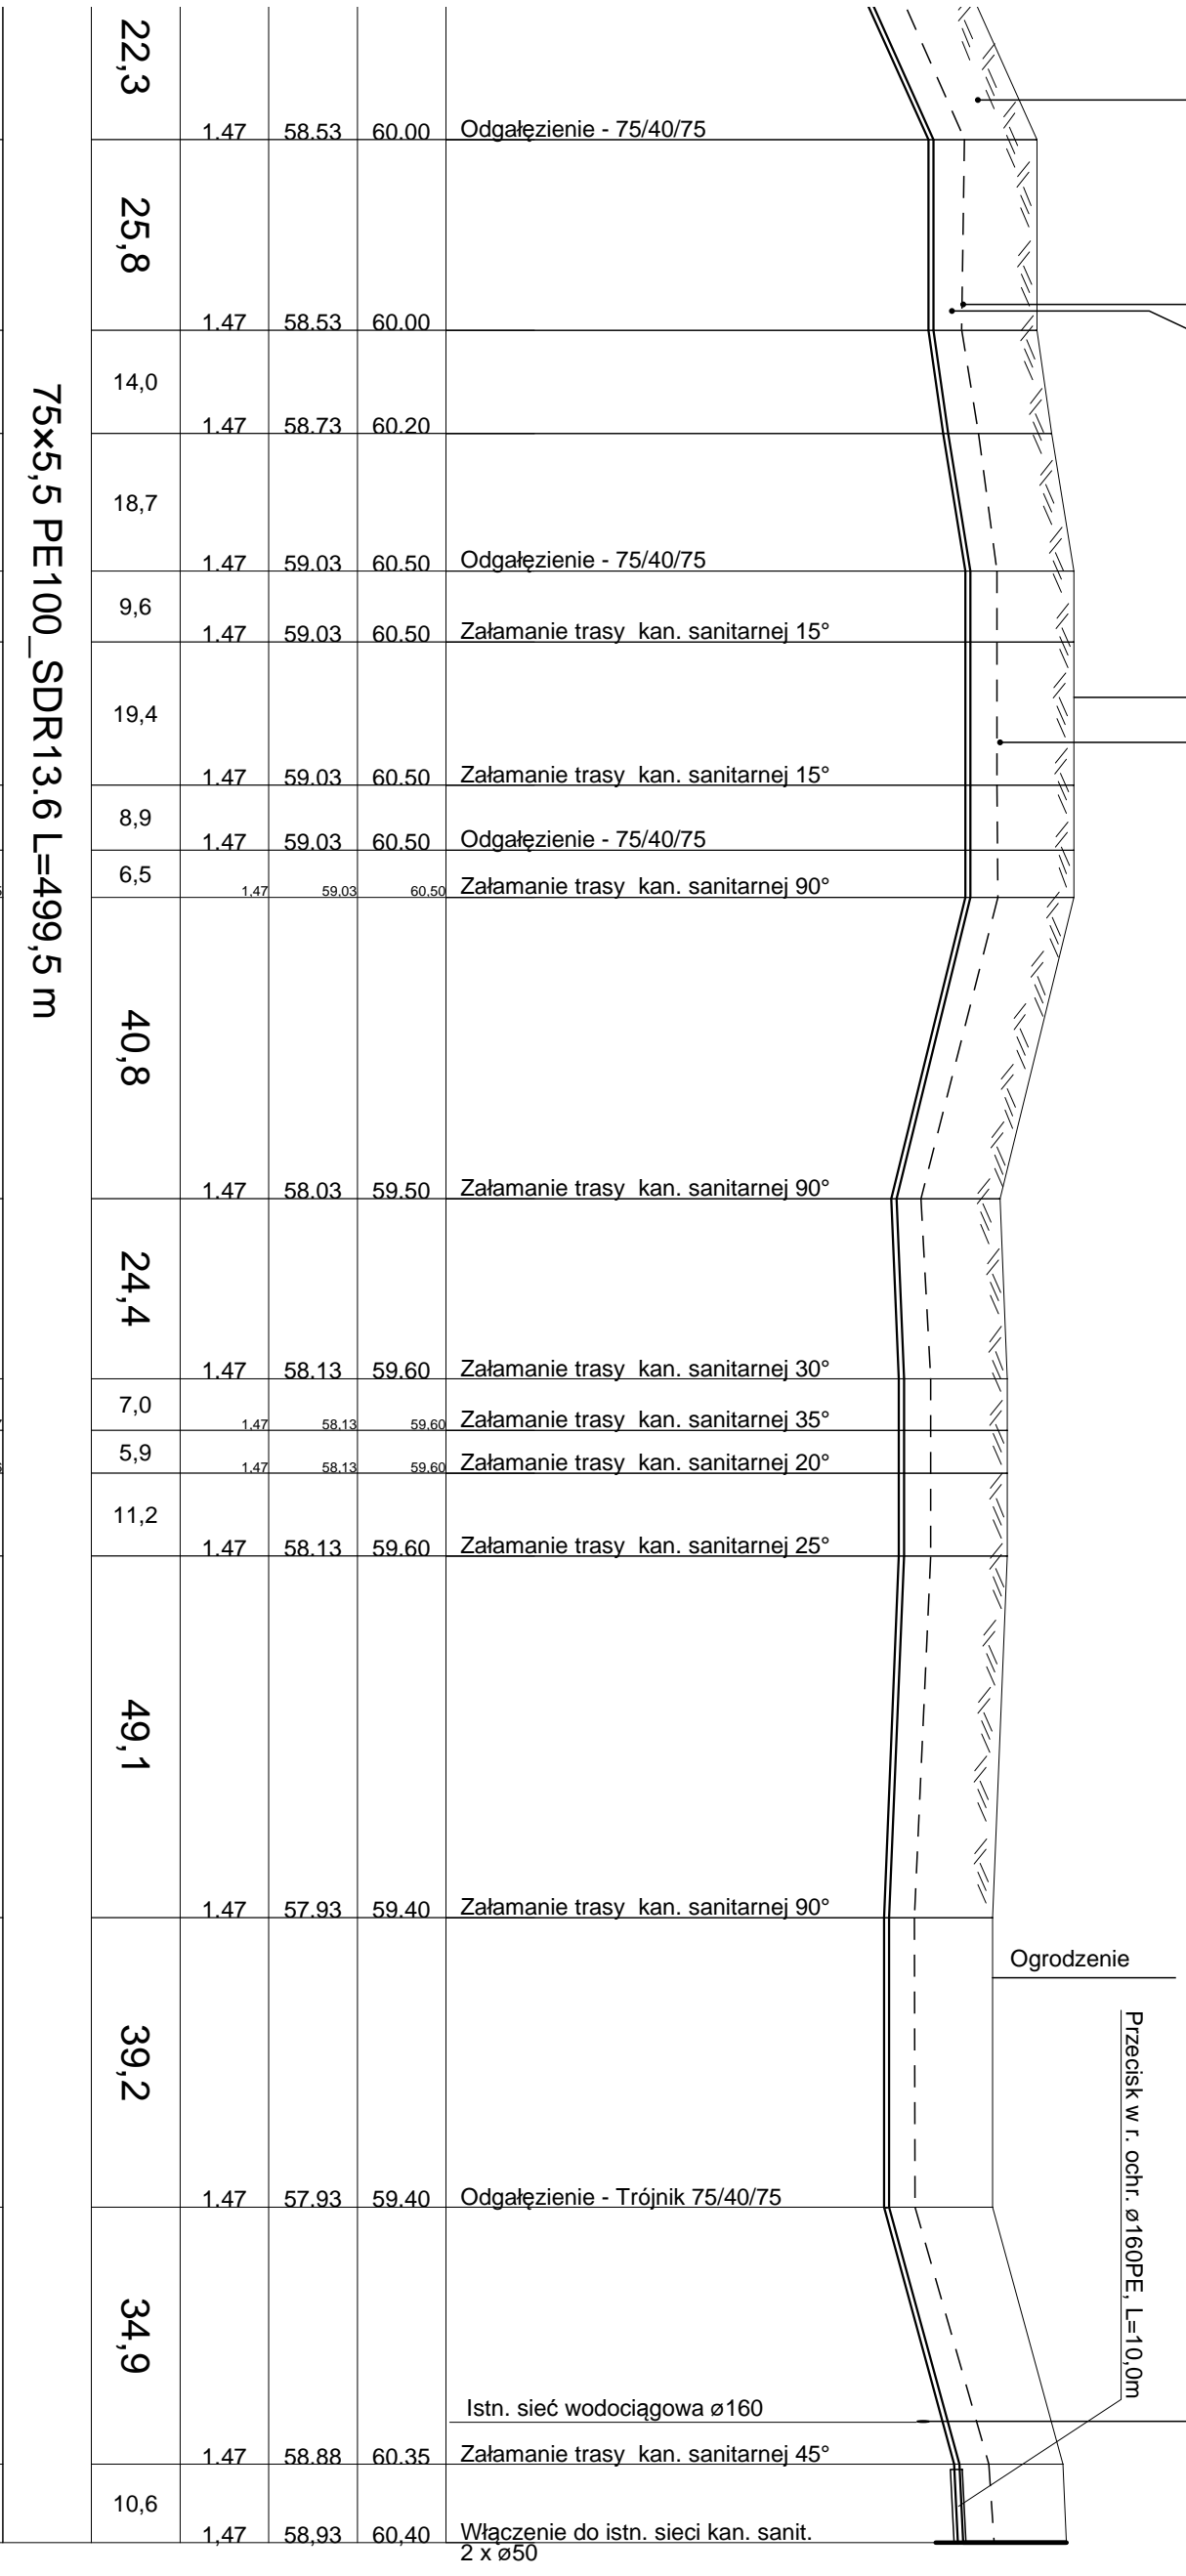 22,3
1.47 58.53 60.00 Odgałęzienie - 75/40/75
25,8
1.47 58.53 60.00
14,0
1.47 58.73 60.20
18,7
1.47 59.03 60.50 Odgałęzienie - 75/40/75
9,6
1.47 59.03 60.50 Załamanie trasy kan. sanitarnej 15°
19,4
1.47 59.03 60.50 Załamanie trasy kan. sanitarnej 15°
8,9
1.47 59.03 60.50 Odgałęzienie - 75/40/75
6,5
1,47 59,03 60,50 Załamanie trasy kan. sanitarnej 90°
75×5,5 PE100_SDR13.6 L=499,5 m
40,8
1.47 58.03 59.50 Załamanie trasy kan. sanitarnej 90°
24,4
1.47 58.13 59.60 Załamanie trasy kan. sanitarnej 30°
7,0
1,47 58,13 59,60 Załamanie trasy kan. sanitarnej 35°
5,9
1,47 58,13 59,60 Załamanie trasy kan. sanitarnej 20°
11,2
1.47 58.13 59.60 Załamanie trasy kan. sanitarnej 25°
49,1
1.47 57.93 59.40 Załamanie trasy kan. sanitarnej 90°
Ogrodzenie
39,2
Przecisk w r. ochr. ø160PE, L=10,0m
1.47 57.93 59.40 Odgałęzienie - Trójnik 75/40/75
34,9
Istn. sieć wodociągowa ø160
1.47 58.88 60.35 Załamanie trasy kan. sanitarnej 45°
10,6
1,47 58,93 60,40 Włączenie do istn. sieci kan. sanit.
2 x ø50